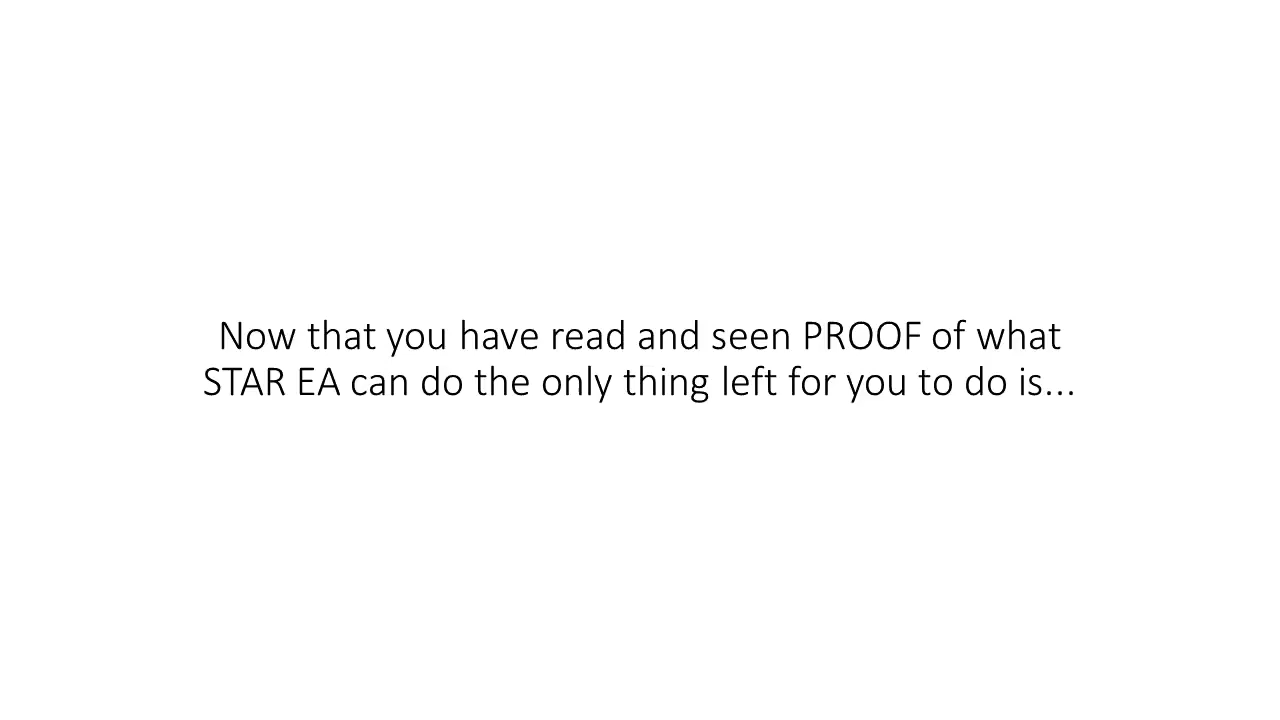 Now that you have read and seen PROOF of what
STAR EA can do the only thing left for you to do is...